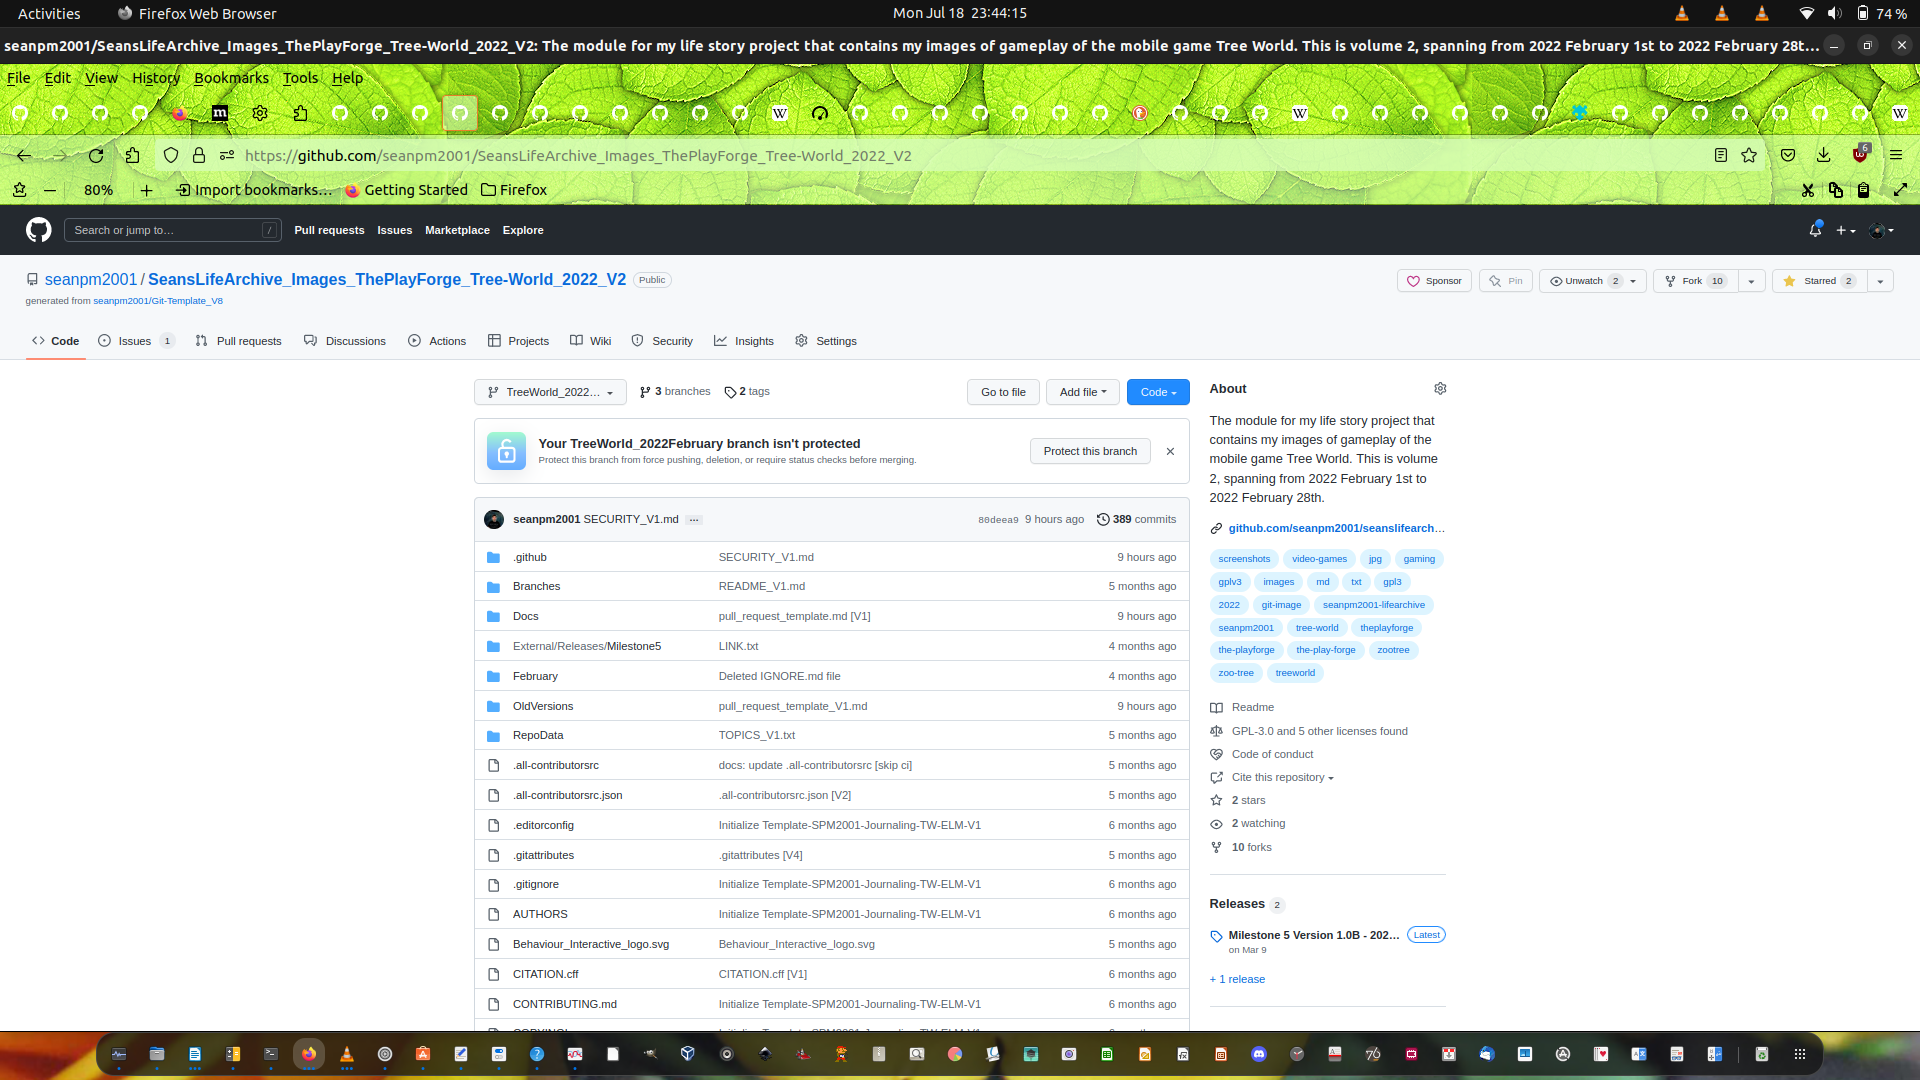 Activities
Firefox Web Browser
Mon Jul 18 23:44:15
74 %
seanpm2001/SeansLifeArchive_Images_ThePlayForge_Tree-World_2022_V2: The module for my life story project that contains my images of gameplay of the mobile game Tree World. This is volume 2, spanning from 2022 February 1st to 2022 February 28t…
File Edit View History Bookmarks Tools Help
https://github.com/seanpm2001/SeansLifeArchive_Images_ThePlayForge_Tree-World_2022_V2
6
80%
Import bookmarks…
Getting Started
Firefox
Search or jump to…
/
Pull requests
Issues
Marketplace
Explore
seanpm2001 / SeansLifeArchive_Images_ThePlayForge_Tree-World_2022_V2
Public
generated from seanpm2001/Git-Template_V8
Sponsor
Pin
Unwatch 2
Fork 10
Starred 2
Code
Issues 1
Pull requests
Discussions
Actions
Projects
Wiki
Security
Insights
Settings
TreeWorld_2022…
3 branches
2 tags
Go to file
Add file
Code
Your TreeWorld_2022February branch isn't protected
Protect this branch from force pushing, deletion, or require status checks before merging.
Protect this branch
seanpm2001 SECURITY_V1.md ...
80deea9 9 hours ago
389 commits
.github SECURITY_V1.md 9 hours ago
Branches README_V1.md 5 months ago
Docs pull_request_template.md [V1] 9 hours ago
External/Releases/Milestone5 LINK.txt 4 months ago
February Deleted IGNORE.md file 4 months ago
OldVersions pull_request_template_V1.md 9 hours ago
RepoData TOPICS_V1.txt 5 months ago
.all-contributorsrc docs: update .all-contributorsrc [skip ci] 5 months ago
.all-contributorsrc.json .all-contributorsrc.json [V2] 5 months ago
.editorconfig Initialize Template-SPM2001-Journaling-TW-ELM-V1 6 months ago
.gitattributes .gitattributes [V4] 5 months ago
.gitignore Initialize Template-SPM2001-Journaling-TW-ELM-V1 6 months ago
AUTHORS Initialize Template-SPM2001-Journaling-TW-ELM-V1 6 months ago
Behaviour_Interactive_logo.svg Behaviour_Interactive_logo.svg 5 months ago
CITATION.cff CITATION.cff [V1] 6 months ago
CONTRIBUTING.md Initialize Template-SPM2001-Journaling-TW-ELM-V1 6 months ago
About
The module for my life story project that
contains my images of gameplay of the
mobile game Tree World. This is volume
2, spanning from 2022 February 1st to
2022 February 28th.
github.com/seanpm2001/seanslifearch…
screenshots video-games jpg gaming
gplv3 images md txt gpl3
2022 git-image seanpm2001-lifearchive
seanpm2001 tree-world theplayforge
the-playforge the-play-forge zootree
zoo-tree treeworld
Readme
GPL-3.0 and 5 other licenses found
Code of conduct
Cite this repository
2 stars
2 watching
10 forks
Releases 2
Milestone 5 Version 1.0B - 202…
Latest
on Mar 9
+ 1 release